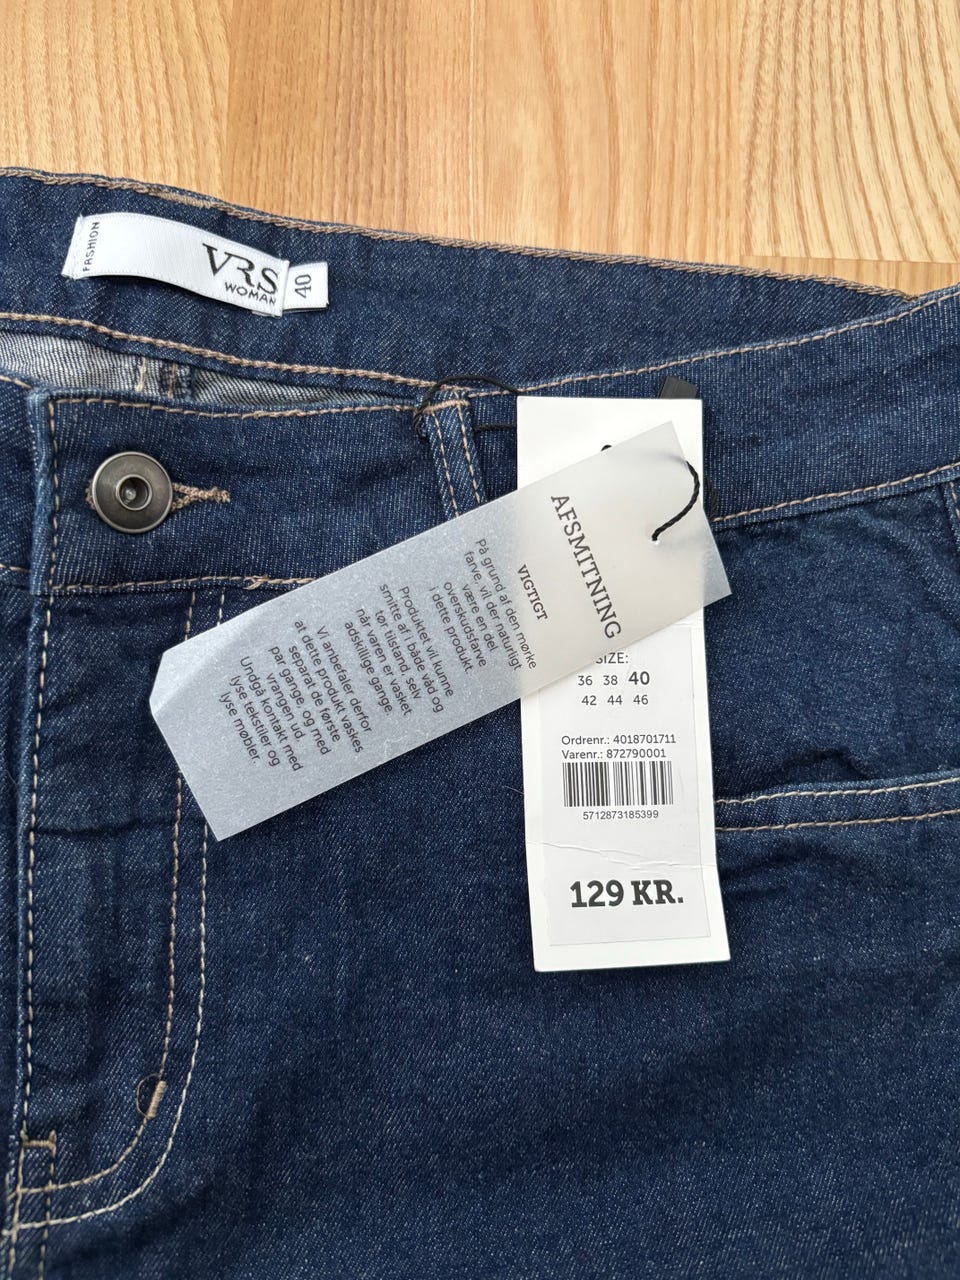 FASHION
VRS
WOMAN
40
AFSMITNING
VIGTIGT
På grund af den mørke
farve, vil der naturligt
være en del
overskudsfarve
i dette produkt.
Produktet vil kunne
smitte af i både våd og
tør tilstand, selv
når varen er vasket
adskillige gange.
Vi anbefaler derfor
at dette produkt vaskes
separat de første
par gange, og med
vrangen ud.
Undgå kontakt med
lyse tekstiler og
lyse møbler.
SIZE:
36 38 40
42 44 46
Ordrenr.: 4018701711
Varenr.: 872790001
5712873185399
129 KR.